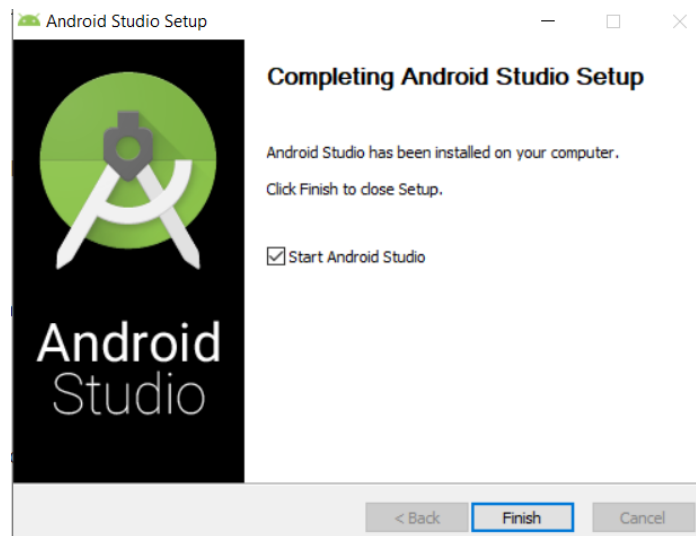 Android Studio Setup
Completing Android Studio Setup
Android Studio has been installed on your computer.
Click Finish to close Setup.
Start Android Studio
Android
Studio
< Back
Finish
Cancel